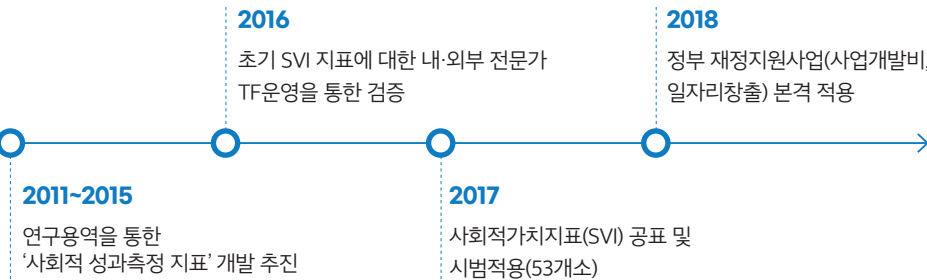 2016
초기 SVI 지표에 대한 내·외부 전문가
TF운영을 통한 검증
2018
정부 재정지원사업(사업개발비,
일자리창출) 본격 적용
2011~2015
연구용역을 통한
‘사회적 성과측정 지표’ 개발 추진
2017
사회적가치지표(SVI) 공표 및
시범적용(53개소)